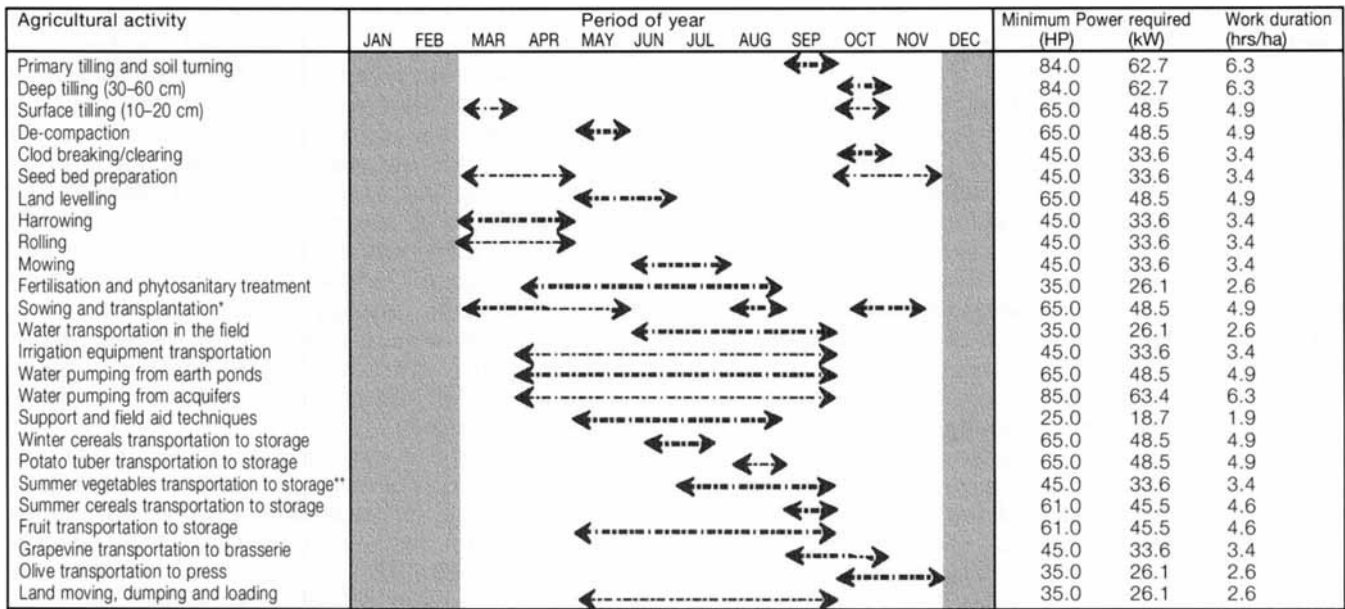 Agricultural activity Period of year Minimum Power required Work duration
JAN FEB MAR APR MAY JUN JUL AUG SEP OCT NOV DEC (HP) (kW) (hrs/ha)
Primary tilling and soil turning 84.0 62.7 6.3
Deep tilling (30–60 cm) 84.0 62.7 6.3
Surface tilling (10–20 cm) 65.0 48.5 4.9
De-compaction 65.0 48.5 4.9
Clod breaking/clearing 45.0 33.6 3.4
Seed bed preparation 45.0 33.6 3.4
Land levelling 65.0 48.5 4.9
Harrowing 45.0 33.6 3.4
Rolling 45.0 33.6 3.4
Mowing 45.0 33.6 3.4
Fertilisation and phytosanitary treatment 35.0 26.1 2.6
Sowing and transplantation* 65.0 48.5 4.9
Water transportation in the field 35.0 26.1 2.6
Irrigation equipment transportation 45.0 33.6 3.4
Water pumping from earth ponds 65.0 48.5 4.9
Water pumping from acquifers 85.0 63.4 6.3
Support and field aid techniques 25.0 18.7 1.9
Winter cereals transportation to storage 65.0 48.5 4.9
Potato tuber transportation to storage 65.0 48.5 4.9
Summer vegetables transportation to storage** 45.0 33.6 3.4
Summer cereals transportation to storage 61.0 45.5 4.6
Fruit transportation to storage 61.0 45.5 4.6
Grapevine transportation to brasserie 45.0 33.6 3.4
Olive transportation to press 35.0 26.1 2.6
Land moving, dumping and loading 35.0 26.1 2.6